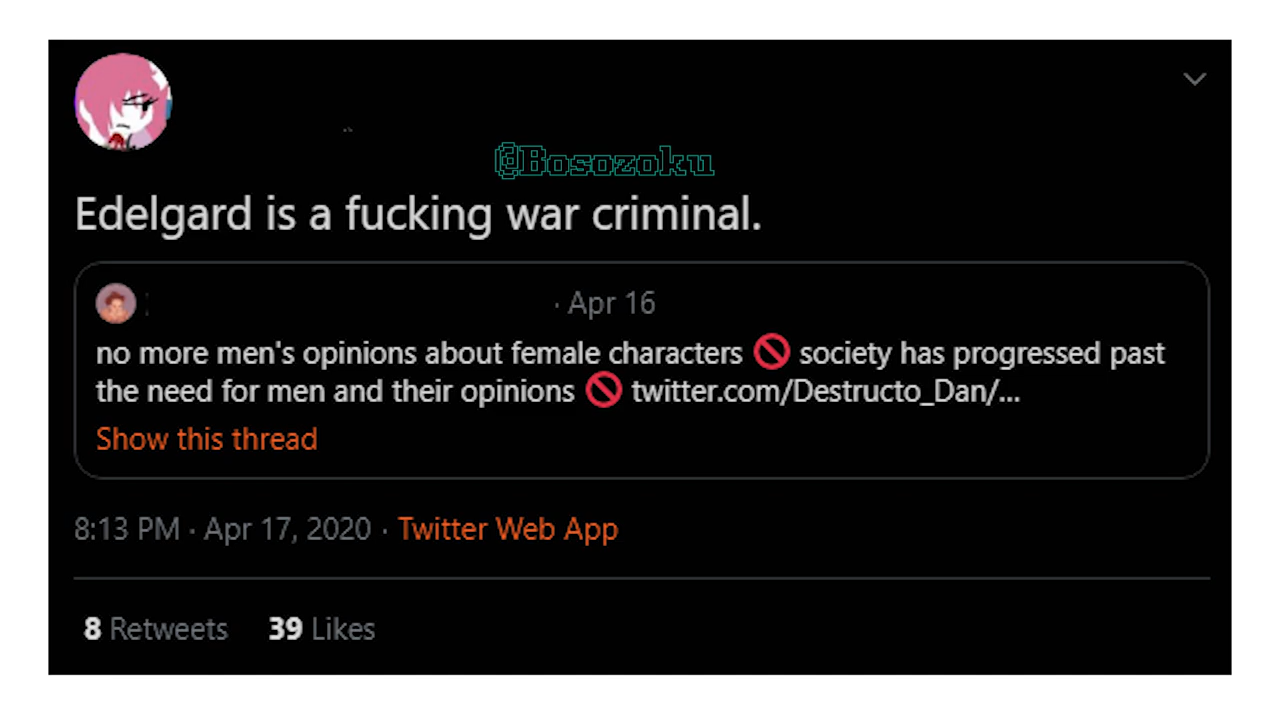 @Bosozoku
Edelgard is a fucking war criminal.
· Apr 16
no more men's opinions about female characters 🚫 society has progressed past
the need for men and their opinions 🚫 twitter.com/Destructo_Dan/...
Show this thread
8:13 PM · Apr 17, 2020 · Twitter Web App
8 Retweets 39 Likes